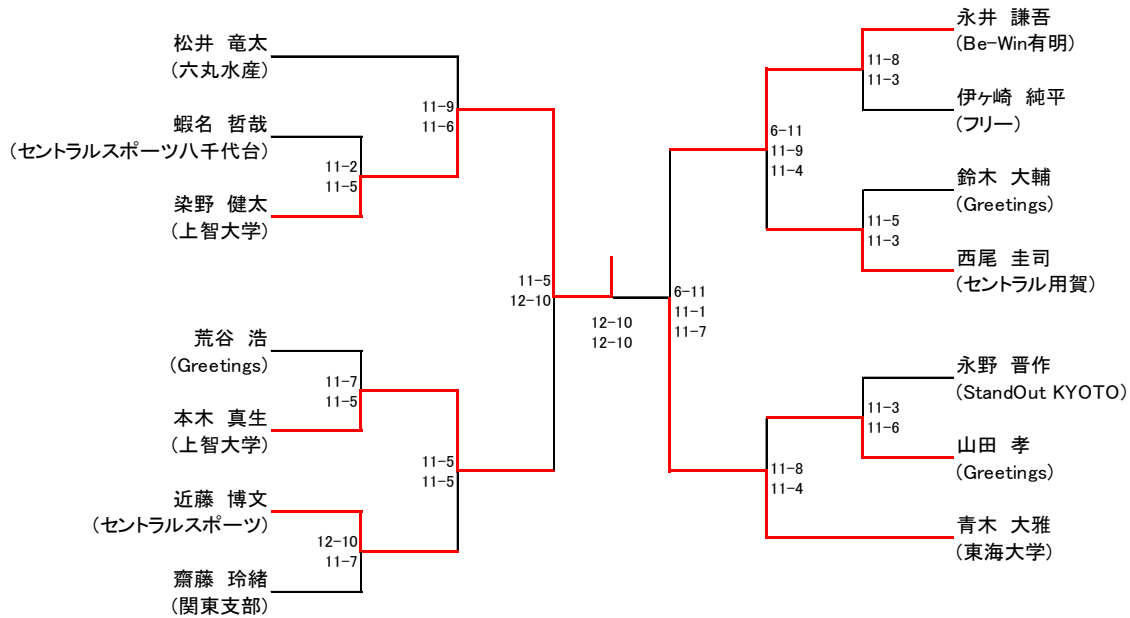 松井 竜太
(六丸水産)
11-9
11-6
蝦名 哲哉
(セントラルスポーツ八千代台)
11-2
11-5
染野 健太
(上智大学)
11-5
12-10
荒谷 浩
(Greetings)
11-7
11-5
本木 真生
(上智大学)
11-5
11-5
近藤 博文
(セントラルスポーツ)
12-10
11-7
齋藤 玲緒
(関東支部)
12-10
12-10
永井 謙吾
(Be-Win有明)
11-8
11-3
伊ヶ崎 純平
(フリー)
6-11
11-9
11-4
鈴木 大輔
(Greetings)
11-5
11-3
西尾 圭司
(セントラル用賀)
6-11
11-1
11-7
永野 晋作
(StandOut KYOTO)
11-3
11-6
山田 孝
(Greetings)
11-8
11-4
青木 大雅
(東海大学)